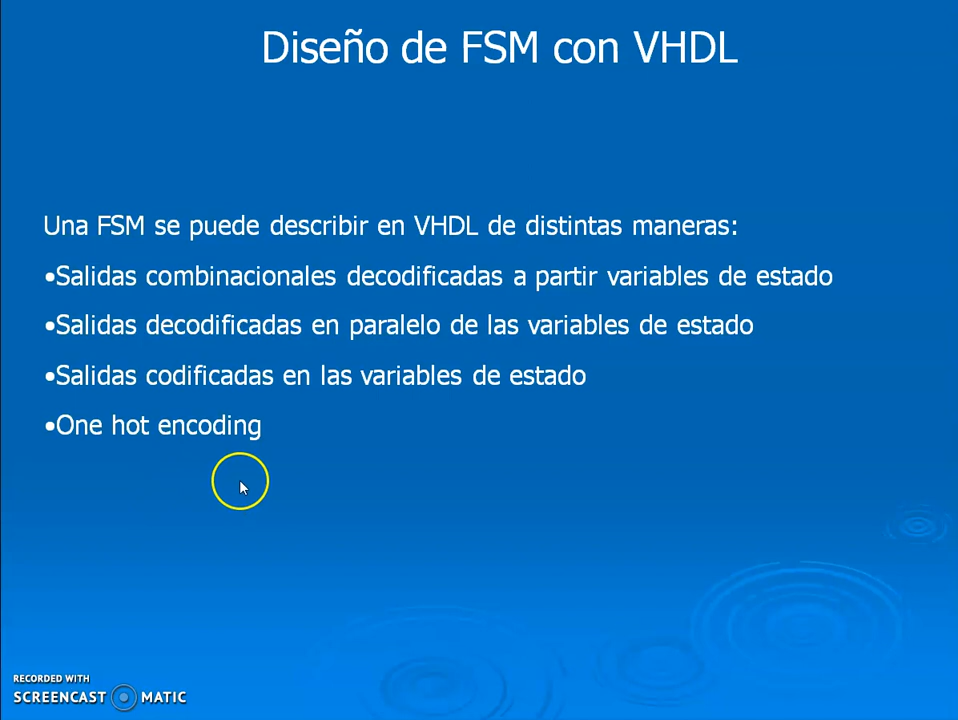 Diseño de FSM con VHDL
Una FSM se puede describir en VHDL de distintas maneras:
•Salidas combinacionales decodificadas a partir variables de estado
•Salidas decodificadas en paralelo de las variables de estado
•Salidas codificadas en las variables de estado
•One hot encoding
RECORDED WITH
SCREENCAST MATIC